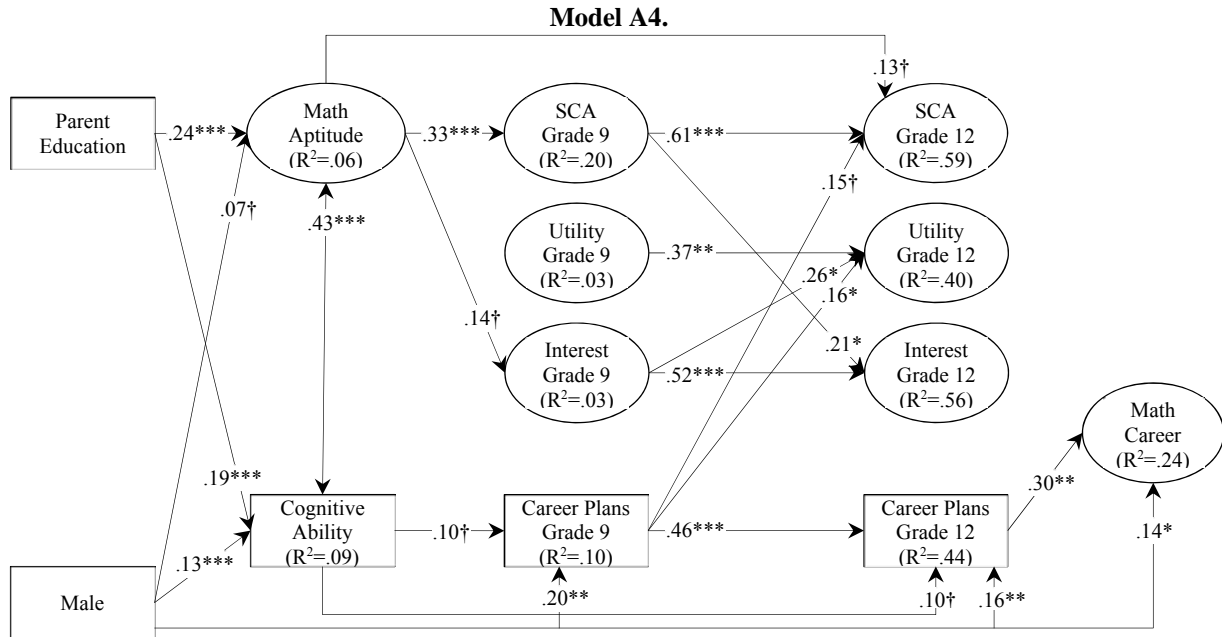 Model A4.
.13†
Parent
Education
.24***
Math
Aptitude
(R²=.06)
.33***
SCA
Grade 9
(R²=.20)
.61***
SCA
Grade 12
(R²=.59)
.07†
.43***
.15†
Utility
Grade 9
(R²=.03)
.37**
.26*
.16*
Utility
Grade 12
(R²=.40)
.14†
.21*
Interest
Grade 9
(R²=.03)
.52***
Interest
Grade 12
(R²=.56)
Math
Career
(R²=.24)
.19***
.13***
Cognitive
Ability
(R²=.09)
.10†
Career Plans
Grade 9
(R²=.10)
.46***
Career Plans
Grade 12
(R²=.44)
.30**
.14*
Male
.20**
.10†
.16**